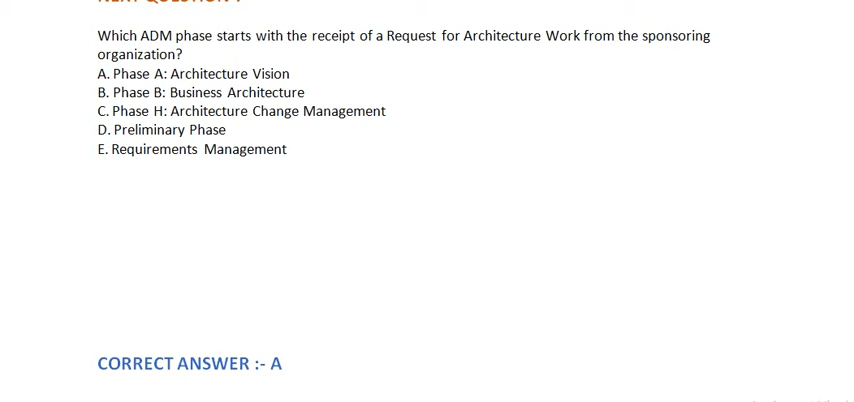 Which ADM phase starts with the receipt of a Request for Architecture Work from the sponsoring
organization?
A. Phase A: Architecture Vision
B. Phase B: Business Architecture
C. Phase H: Architecture Change Management
D. Preliminary Phase
E. Requirements Management
CORRECT ANSWER :- A